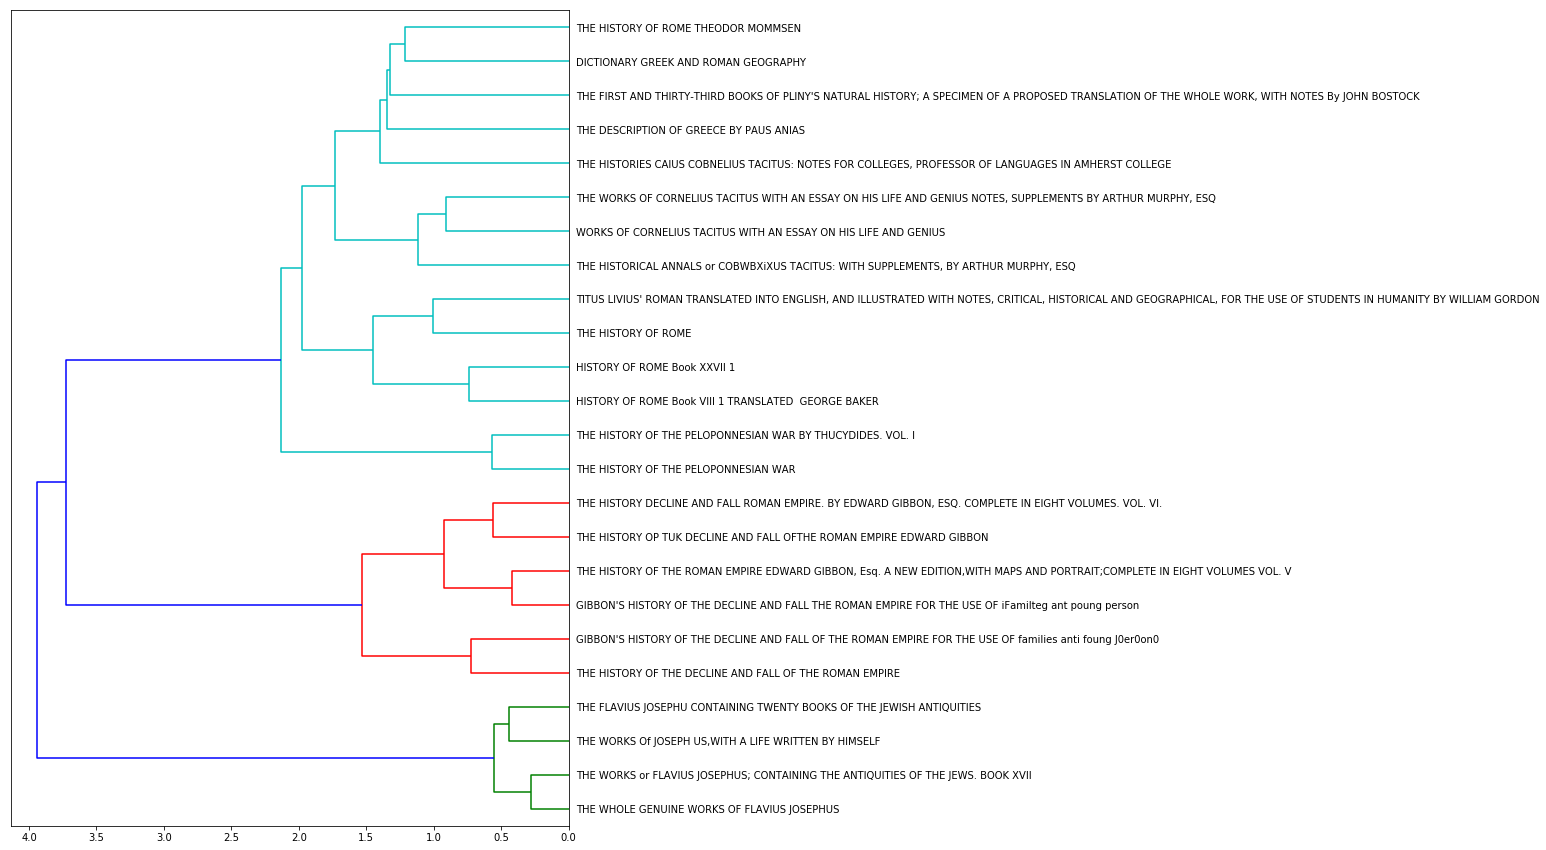 THE HISTORY OF ROME THEODOR MOMMSEN
DICTIONARY GREEK AND ROMAN GEOGRAPHY
THE FIRST AND THIRTY-THIRD BOOKS OF PLINY'S NATURAL HISTORY; A SPECIMEN OF A PROPOSED TRANSLATION OF THE WHOLE WORK, WITH NOTES By JOHN BOSTOCK
THE DESCRIPTION OF GREECE BY PAUS ANIAS
THE HISTORIES CAIUS COBNELIUS TACITUS: NOTES FOR COLLEGES, PROFESSOR OF LANGUAGES IN AMHERST COLLEGE
THE WORKS OF CORNELIUS TACITUS WITH AN ESSAY ON HIS LIFE AND GENIUS NOTES, SUPPLEMENTS BY ARTHUR MURPHY, ESQ
WORKS OF CORNELIUS TACITUS WITH AN ESSAY ON HIS LIFE AND GENIUS
THE HISTORICAL ANNALS or COBWBXiXUS TACITUS: WITH SUPPLEMENTS, BY ARTHUR MURPHY, ESQ
TITUS LIVIUS' ROMAN TRANSLATED INTO ENGLISH, AND ILLUSTRATED WITH NOTES, CRITICAL, HISTORICAL AND GEOGRAPHICAL, FOR THE USE OF STUDENTS IN HUMANITY BY WILLIAM GORDON
THE HISTORY OF ROME
HISTORY OF ROME Book XXVII 1
HISTORY OF ROME Book VIII 1 TRANSLATED  GEORGE BAKER
THE HISTORY OF THE PELOPONNESIAN WAR BY THUCYDIDES. VOL. I
THE HISTORY OF THE PELOPONNESIAN WAR
THE HISTORY DECLINE AND FALL ROMAN EMPIRE. BY EDWARD GIBBON, ESQ. COMPLETE IN EIGHT VOLUMES. VOL. VI.
THE HISTORY OP TUK DECLINE AND FALL OFTHE ROMAN EMPIRE EDWARD GIBBON
THE HISTORY OF THE ROMAN EMPIRE EDWARD GIBBON, Esq. A NEW EDITION,WITH MAPS AND PORTRAIT;COMPLETE IN EIGHT VOLUMES VOL. V
GIBBON'S HISTORY OF THE DECLINE AND FALL THE ROMAN EMPIRE FOR THE USE OF iFamilteg ant poung person
GIBBON'S HISTORY OF THE DECLINE AND FALL OF THE ROMAN EMPIRE FOR THE USE OF families anti foung J0er0on0
THE HISTORY OF THE DECLINE AND FALL OF THE ROMAN EMPIRE
THE FLAVIUS JOSEPHU CONTAINING TWENTY BOOKS OF THE JEWISH ANTIQUITIES
THE WORKS Of JOSEPH US,WITH A LIFE WRITTEN BY HIMSELF
THE WORKS or FLAVIUS JOSEPHUS; CONTAINING THE ANTIQUITIES OF THE JEWS. BOOK XVII
THE WHOLE GENUINE WORKS OF FLAVIUS JOSEPHUS
4.0 3.5 3.0 2.5 2.0 1.5 1.0 0.5 0.0